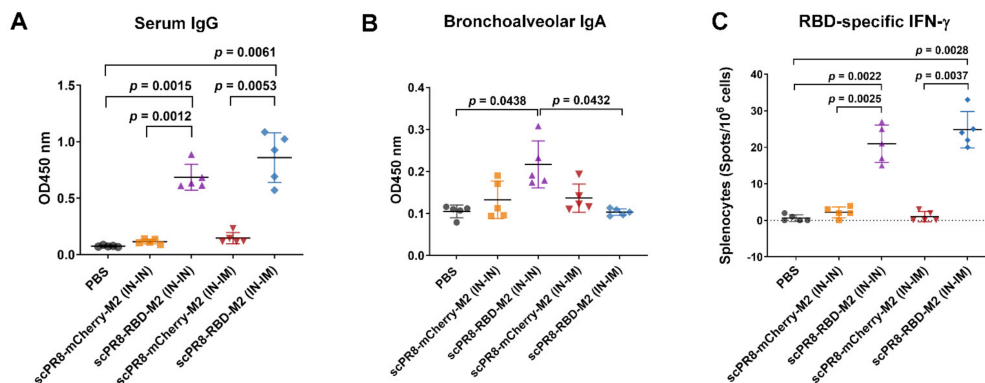 A
Serum IgG
p = 0.0061
p = 0.0015
p = 0.0053
p = 0.0012
OD450 nm
1.5
1.0
0.5
0.0
PBS
scPR8-mCherry-M2 (IN-IN)
scPR8-RBD-M2 (IN-IN)
scPR8-mCherry-M2 (IN-IM)
scPR8-RBD-M2 (IN-IM)
B
Bronchoalveolar IgA
p = 0.0438
p = 0.0432
OD450 nm
0.4
0.3
0.2
0.1
0.0
PBS
scPR8-mCherry-M2 (IN-IN)
scPR8-RBD-M2 (IN-IN)
scPR8-mCherry-M2 (IN-IM)
scPR8-RBD-M2 (IN-IM)
C
RBD-specific IFN-γ
p = 0.0028
p = 0.0022
p = 0.0037
p = 0.0025
Splenocytes (Spots/10⁶ cells)
40
30
20
10
0
-10
PBS
scPR8-mCherry-M2 (IN-IN)
scPR8-RBD-M2 (IN-IN)
scPR8-mCherry-M2 (IN-IM)
scPR8-RBD-M2 (IN-IM)